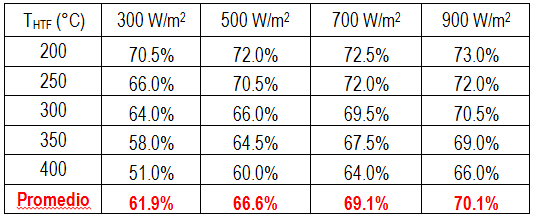 THTF (°C) 300 W/m² 500 W/m² 700 W/m² 900 W/m²
200 70.5% 72.0% 72.5% 73.0%
250 66.0% 70.5% 72.0% 72.0%
300 64.0% 66.0% 69.5% 70.5%
350 58.0% 64.5% 67.5% 69.0%
400 51.0% 60.0% 64.0% 66.0%
Promedio 61.9% 66.6% 69.1% 70.1%